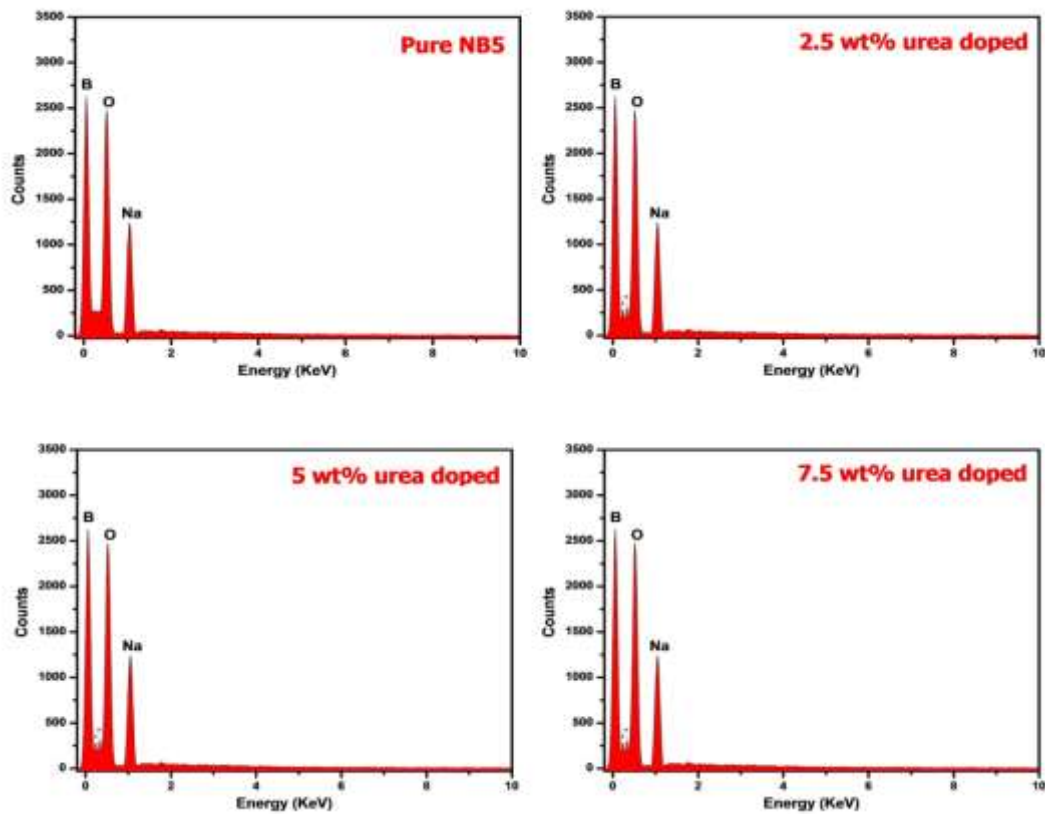 Pure NB5
3500
3000
2500
2000
1500
1000
500
0
B
O
Na
Counts
0
2
4
6
8
10
Energy (KeV)
2.5 wt% urea doped
3500
3000
2500
2000
1500
1000
500
0
B
O
Na
Counts
0
2
4
6
8
10
Energy (KeV)
5 wt% urea doped
3500
3000
2500
2000
1500
1000
500
0
B
O
Na
Counts
0
2
4
6
8
10
Energy (KeV)
7.5 wt% urea doped
3500
3000
2500
2000
1500
1000
500
0
B
O
Na
Counts
0
2
4
6
8
10
Energy (KeV)